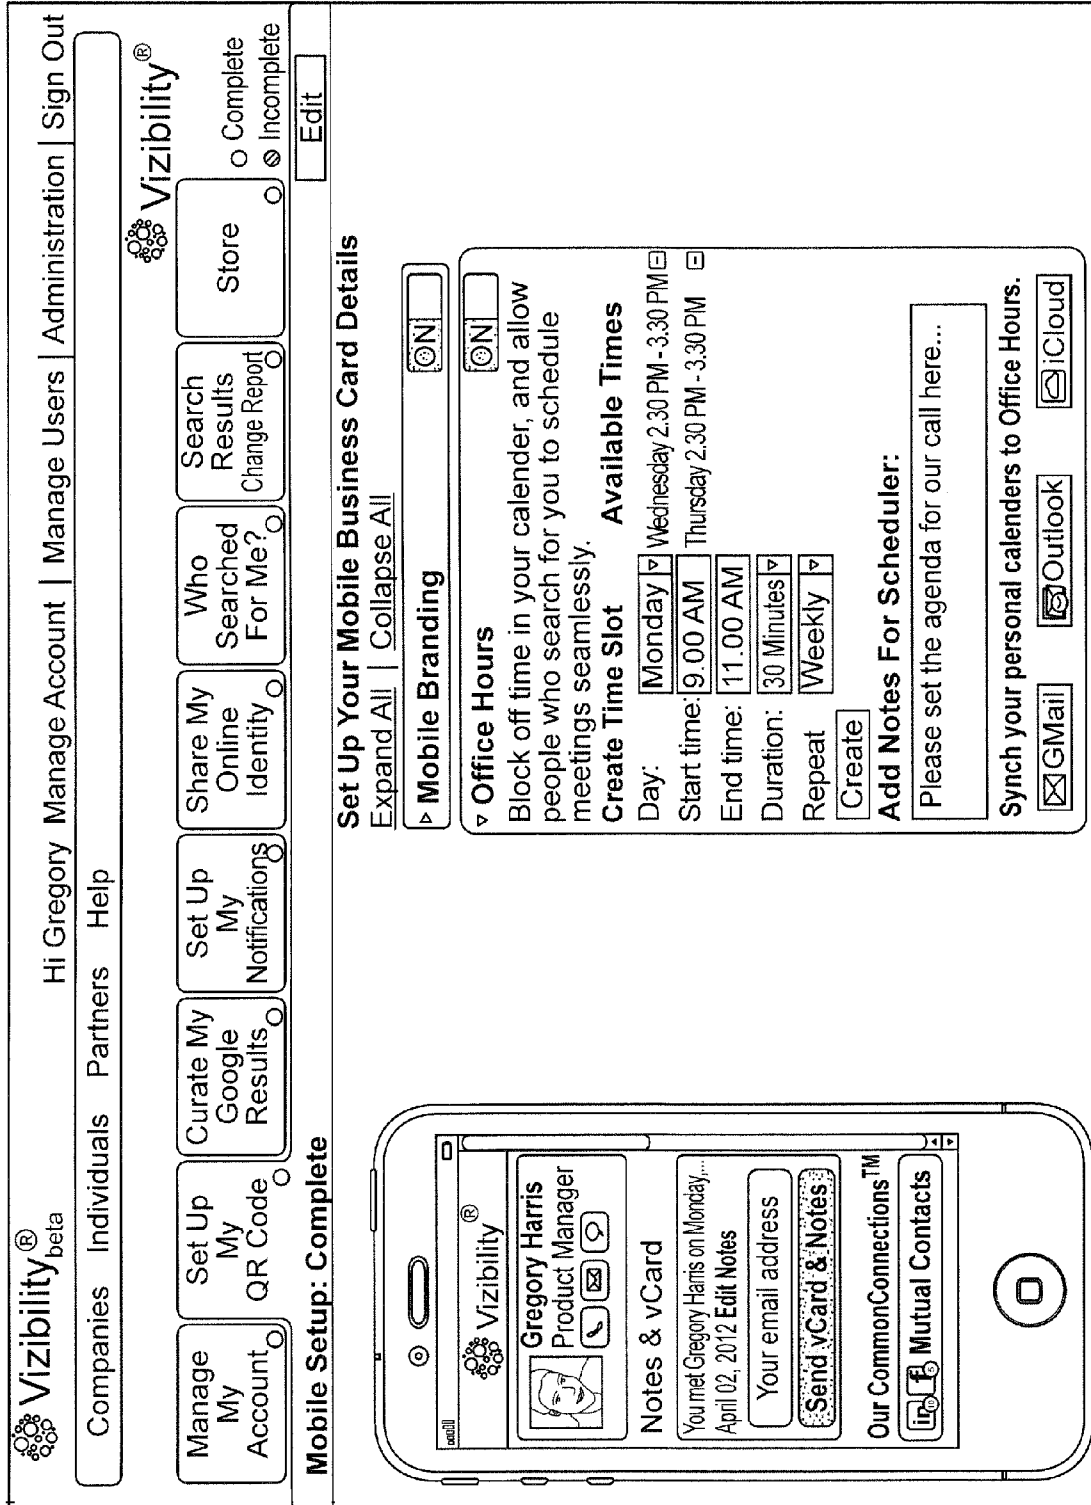 Vizibility®
beta
Hi Gregory Manage Account | Manage Users | Administration | Sign Out
Companies Individuals Partners Help
Vizibility®
Manage
My
Account
Set Up
My
QR Code
Curate My
Google
Results
Set Up
My
Notifications
Share My
Online
Identity
Who
Searched
For Me?
Search
Results
Change Report
Store
Complete
Incomplete
Mobile Setup: Complete
Edit
Vizibility®
Gregory Harris
Product Manager
Notes & vCard
You met Gregory Harris on Monday,...
April 02, 2012 Edit Notes
Your email address
Send vCard & Notes
Our CommonConnections™
in 10 f 5 Mutual Contacts
Set Up Your Mobile Business Card Details
Expand All | Collapse All
Mobile Branding
ON
Office Hours
ON
Block off time in your calender, and allow
people who search for you to schedule
meetings seamlessly.
Create Time Slot Available Times
Day: Monday Wednesday 2.30 PM - 3.30 PM
Start time: 9.00 AM Thursday 2.30 PM - 3.30 PM
End time: 11.00 AM
Duration: 30 Minutes
Repeat Weekly
Create
Add Notes For Scheduler:
Please set the agenda for our call here...
Synch your personal calenders to Office Hours.
GMail Outlook iCloud